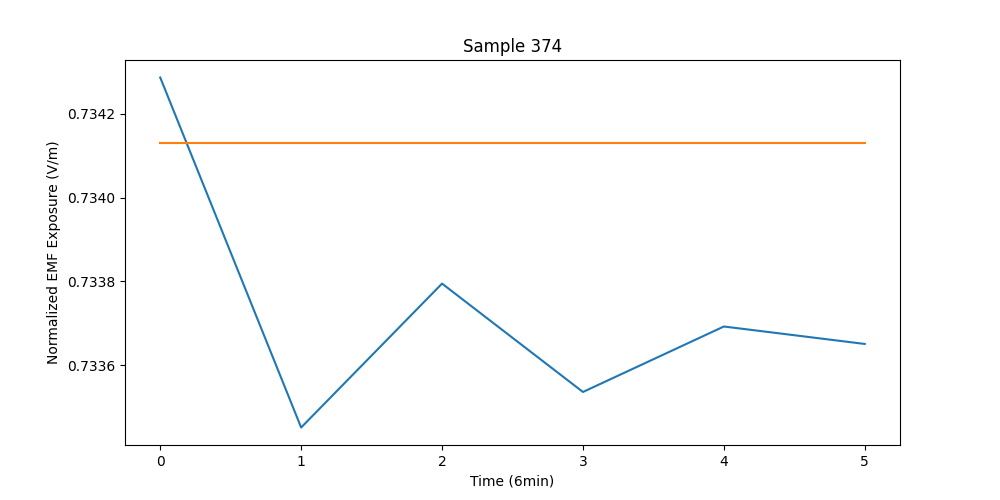 Sample 374
Normalized EMF Exposure (V/m)
0.7342
0.7340
0.7338
0.7336
0 1 2 3 4 5
Time (6min)